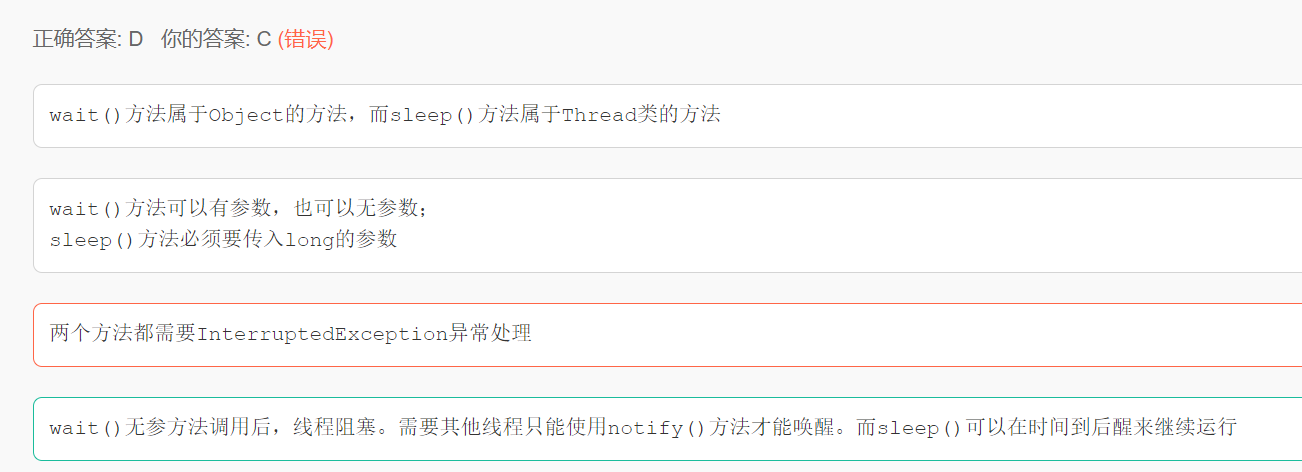 正确答案: D 你的答案: C (错误)
wait()方法属于Object的方法，而sleep()方法属于Thread类的方法
wait()方法可以有参数，也可以无参数;
sleep()方法必须要传入long的参数
两个方法都需要InterruptedException异常处理
wait()无参方法调用后，线程阻塞。需要其他线程只能使用notify()方法才能唤醒。而sleep()可以在时间到后醒来继续运行